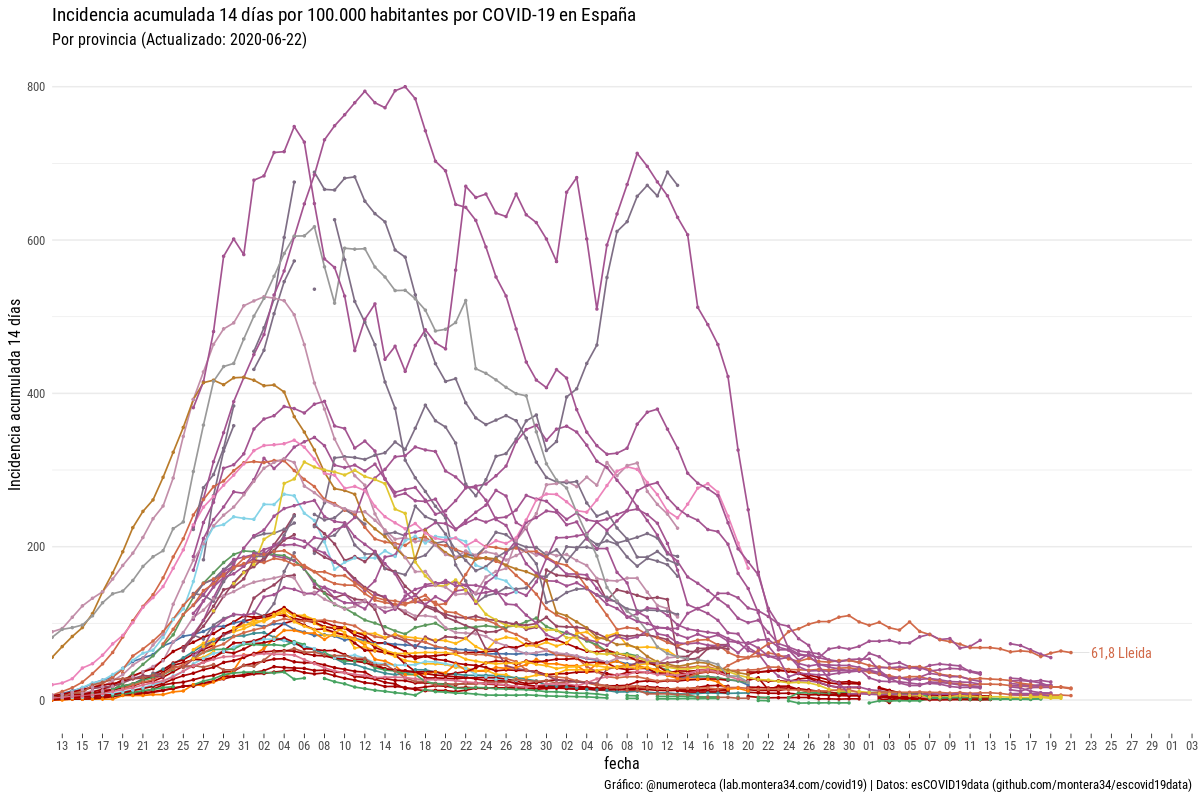 Incidencia acumulada 14 días por 100.000 habitantes por COVID-19 en España
Por provincia (Actualizado: 2020-06-22)
Incidencia acumulada 14 días
800
600
400
200
0
61,8 Lleida
13 15 17 19 21 23 25 27 29 31 02 04 06 08 10 12 14 16 18 20 22 24 26 28 30 02 04 06 08 10 12 14 16 18 20 22 24 26 28 30 01 03 05 07 09 11 13 15 17 19 21 23 25 27 29 01 03
fecha
Gráfico: @numeroteca (lab.montera34.com/covid19) | Datos: esCOVID19data (github.com/montera34/escovid19data)